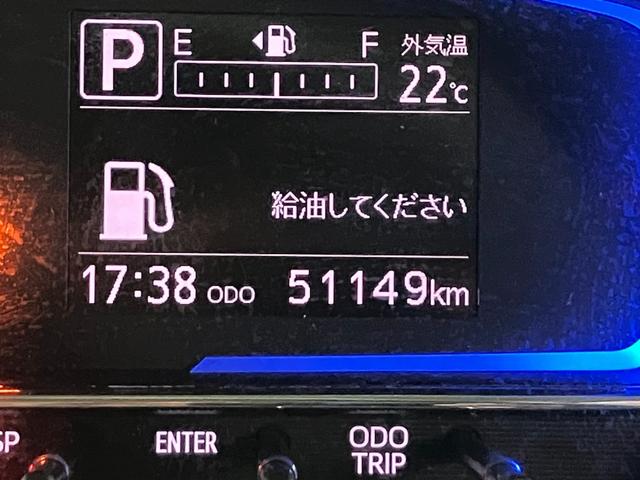 P E F 外気温
22℃
給油してください
17:38 ODO 51149km
SP ENTER ODO
TRIP